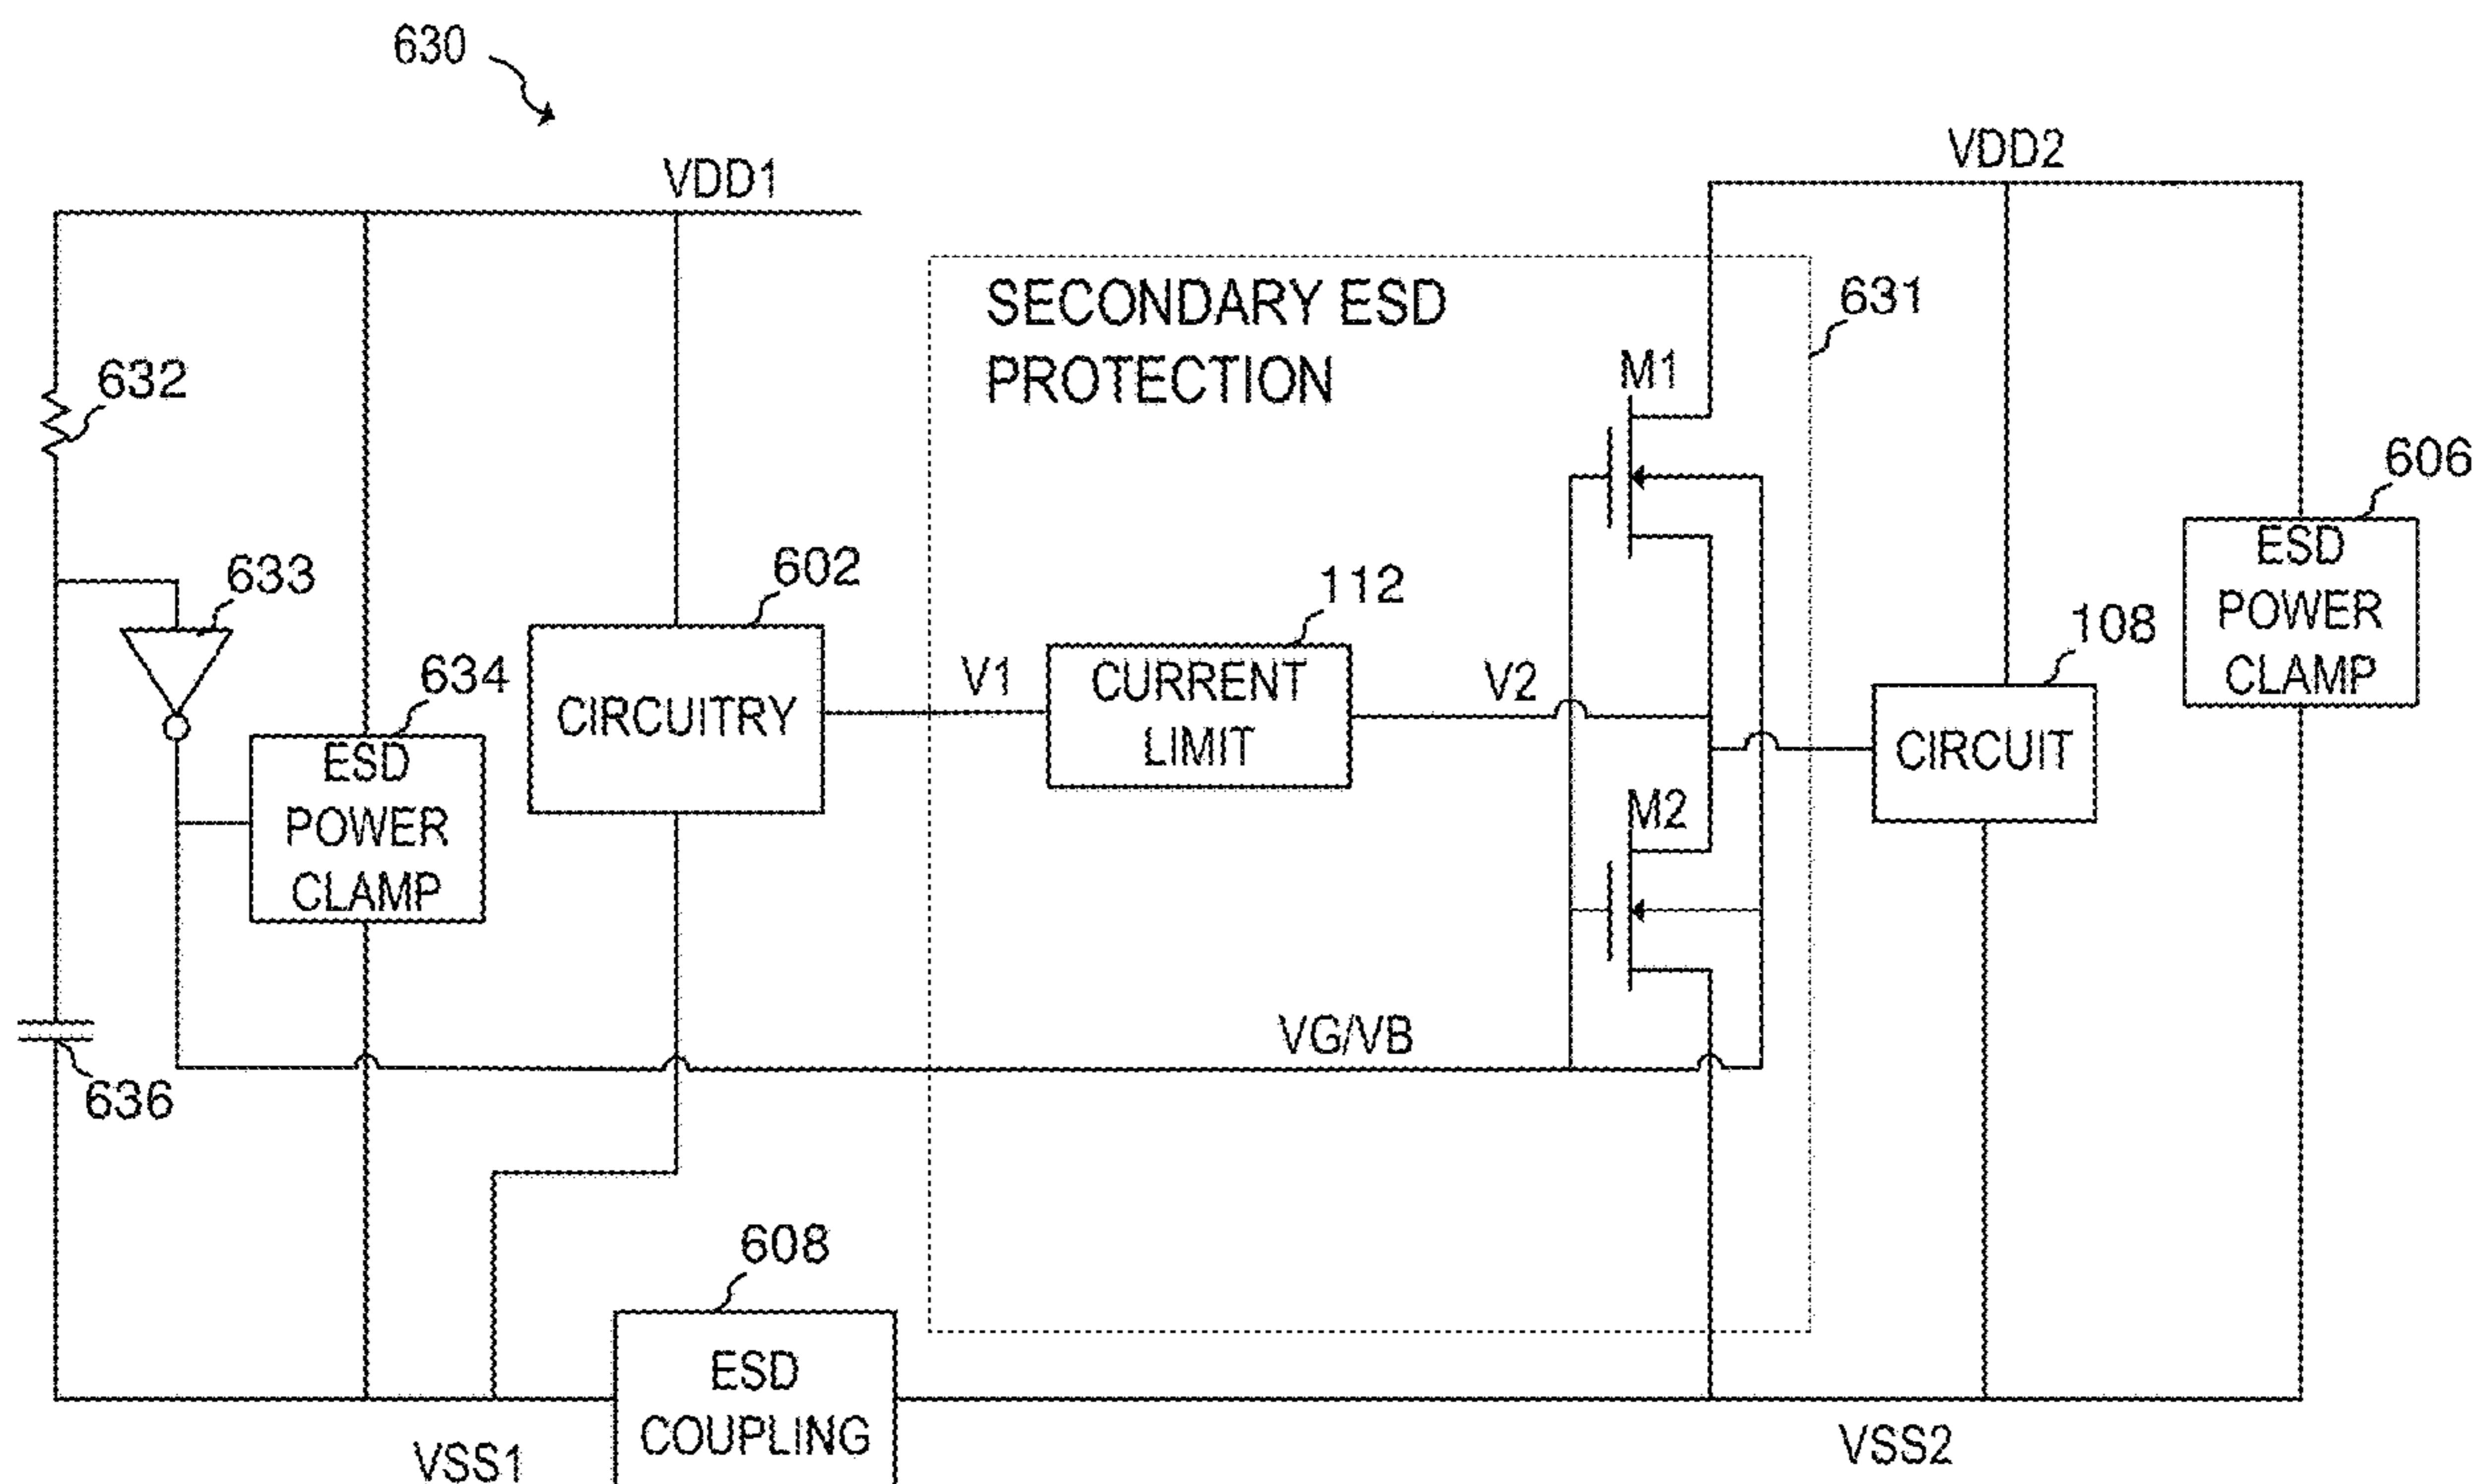 630
VDD1
VDD2
SECONDARY ESD
PROTECTION
631
632
M1
606
ESD
POWER
CLAMP
633
602
112
108
634
V1
CURRENT
LIMIT
V2
CIRCUITRY
CIRCUIT
ESD
POWER
CLAMP
M2
VG/VB
636
608
ESD
COUPLING
VSS1
VSS2